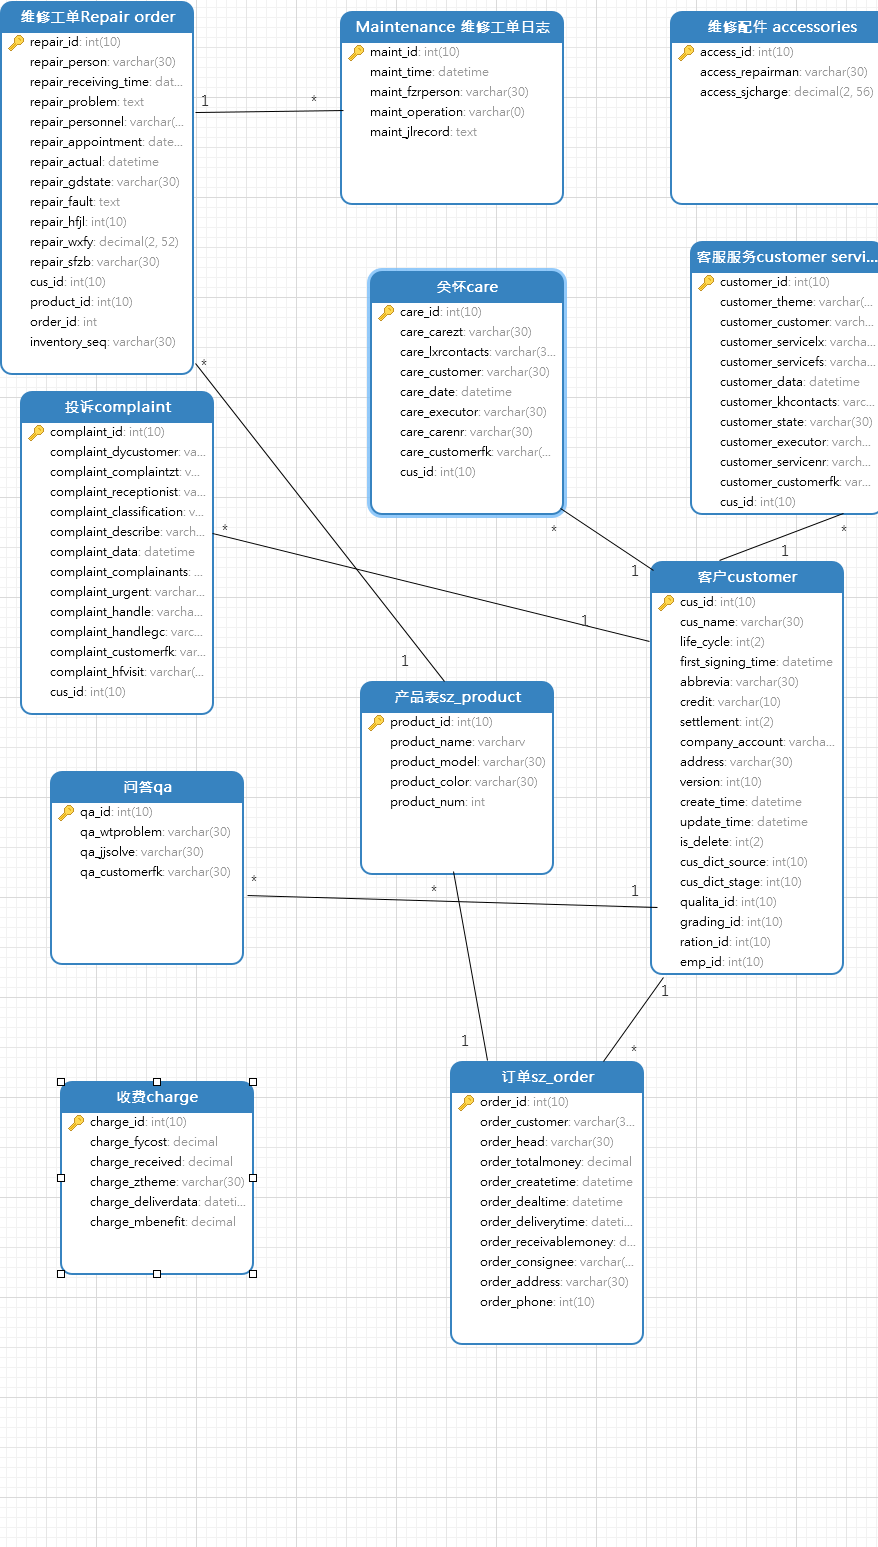 维修工单Repair order
repair_id: int(10)
repair_person: varchar(30)
repair_receiving_time: dat...
repair_problem: text
repair_personnel: varchar(...
repair_appointment: date...
repair_actual: datetime
repair_gdstate: varchar(30)
repair_fault: text
repair_hfjl: int(10)
repair_wxfy: decimal(2, 52)
repair_sfzb: varchar(30)
cus_id: int(10)
product_id: int(10)
order_id: int
inventory_seq: varchar(30)
1
*
Maintenance 维修工单日志
maint_id: int(10)
maint_time: datetime
maint_fzrperson: varchar(30)
maint_operation: varchar(0)
maint_jlrecord: text
维修配件 accessories
access_id: int(10)
access_repairman: varchar(30)
access_sjcharge: decimal(2, 56)
关怀care
care_id: int(10)
care_carezt: varchar(30)
care_lxrcontacts: varchar(3...
care_customer: varchar(30)
care_date: datetime
care_executor: varchar(30)
care_carenr: varchar(30)
care_customerfk: varchar(...
cus_id: int(10)
客服服务customer servi...
customer_id: int(10)
customer_theme: varchar(...
customer_customer: varch...
customer_servicelx: varcha...
customer_servicefs: varcha...
customer_data: datetime
customer_khcontacts: varc...
customer_state: varchar(30)
customer_executor: varch...
customer_servicenr: varch...
customer_customerfk: var...
cus_id: int(10)
*
投诉complaint
complaint_id: int(10)
complaint_dycustomer: va...
complaint_complaintzt: v...
complaint_receptionist: va...
complaint_classification: v...
complaint_describe: varch...
complaint_data: datetime
complaint_complainants: ...
complaint_urgent: varchar...
complaint_handle: varcha...
complaint_handlegc: varc...
complaint_customerfk: var...
complaint_hfvisit: varchar(...
cus_id: int(10)
*
*
*
1
1
1
1
客户customer
cus_id: int(10)
cus_name: varchar(30)
life_cycle: int(2)
first_signing_time: datetime
abbrevia: varchar(30)
credit: varchar(10)
settlement: int(2)
company_account: varcha...
address: varchar(30)
version: int(10)
create_time: datetime
update_time: datetime
is_delete: int(2)
cus_dict_source: int(10)
cus_dict_stage: int(10)
qualita_id: int(10)
grading_id: int(10)
ration_id: int(10)
emp_id: int(10)
产品表sz_product
product_id: int(10)
product_name: varcharv
product_model: varchar(30)
product_color: varchar(30)
product_num: int
问答qa
qa_id: int(10)
qa_wtproblem: varchar(30)
qa_jjsolve: varchar(30)
qa_customerfk: varchar(30)
*
*
1
1
1
*
收费charge
charge_id: int(10)
charge_fycost: decimal
charge_received: decimal
charge_ztheme: varchar(30)
charge_deliverdata: dateti...
charge_mbenefit: decimal
订单sz_order
order_id: int(10)
order_customer: varchar(3...
order_head: varchar(30)
order_totalmoney: decimal
order_createtime: datetime
order_dealtime: datetime
order_deliverytime: dateti...
order_receivablemoney: d...
order_consignee: varchar(...
order_address: varchar(30)
order_phone: int(10)